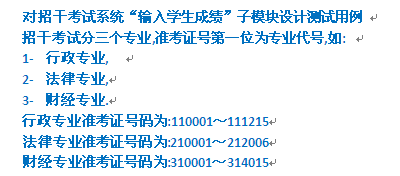 对招干考试系统“输入学生成绩”子模块设计测试用例
招干考试分三个专业,准考证号第一位为专业代号,如:
1- 行政专业,
2- 法律专业,
3- 财经专业.
行政专业准考证号码为:110001～111215
法律专业准考证号码为:210001～212006
财经专业准考证号码为:310001～314015